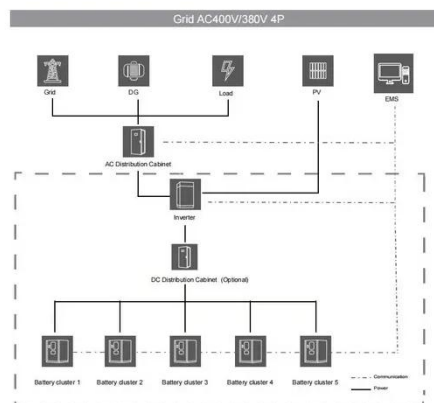 Grid AC400V/380V 4P
Grid
DG
Load
PV
EMS
AC Distribution Cabinet
Inverter
DC Distribution Cabinet (Optional)
Battery cluster 1
Battery cluster 2
Battery cluster 3
Battery cluster 4
Battery cluster 5
Communication
Power